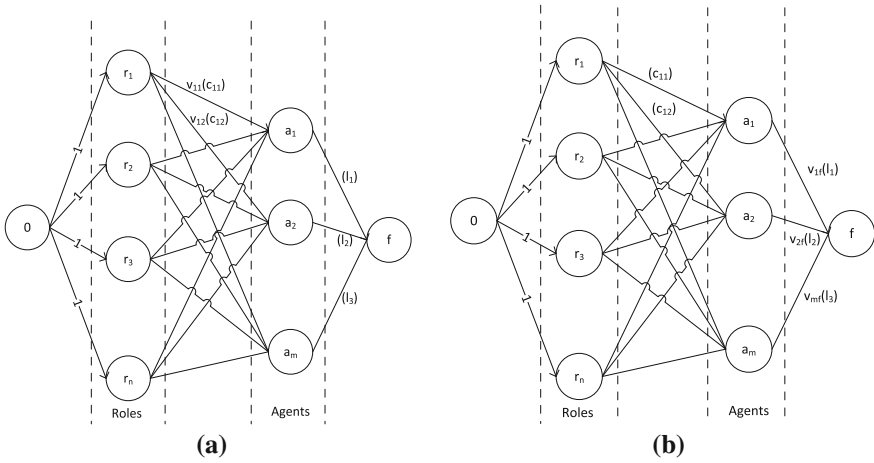 0
1
1
1
1
r1
r2
r3
rn
v11(c11)
v12(c12)
a1
a2
am
(l1)
(l2)
(l3)
f
Roles
Agents
(a)
0
1
1
1
1
r1
r2
r3
rn
(c11)
(c12)
a1
a2
am
v1f(l1)
v2f(l2)
vmf(l3)
f
Roles
Agents
(b)